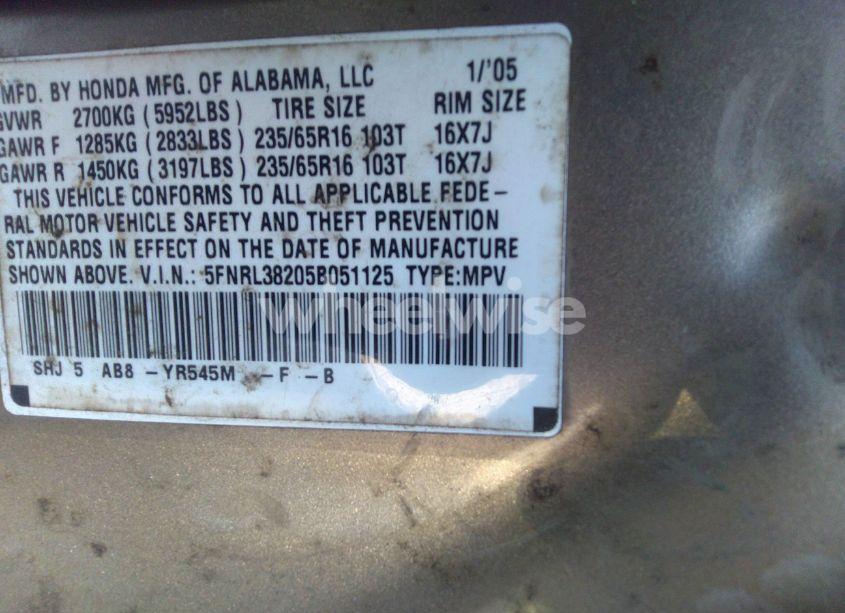 MFD. BY HONDA MFG. OF ALABAMA, LLC 1/'05
GVWR 2700KG (5952LBS) TIRE SIZE RIM SIZE
GAWR F 1285KG (2833LBS) 235/65R16 103T 16X7J
GAWR R 1450KG (3197LBS) 235/65R16 103T 16X7J
THIS VEHICLE CONFORMS TO ALL APPLICABLE FEDE-
RAL MOTOR VEHICLE SAFETY AND THEFT PREVENTION
STANDARDS IN EFFECT ON THE DATE OF MANUFACTURE
SHOWN ABOVE. V.I.N.: 5FNRL38205B051125 TYPE:MPV
wheelwise
SHJ 5 AB8 -YR545M -F -B